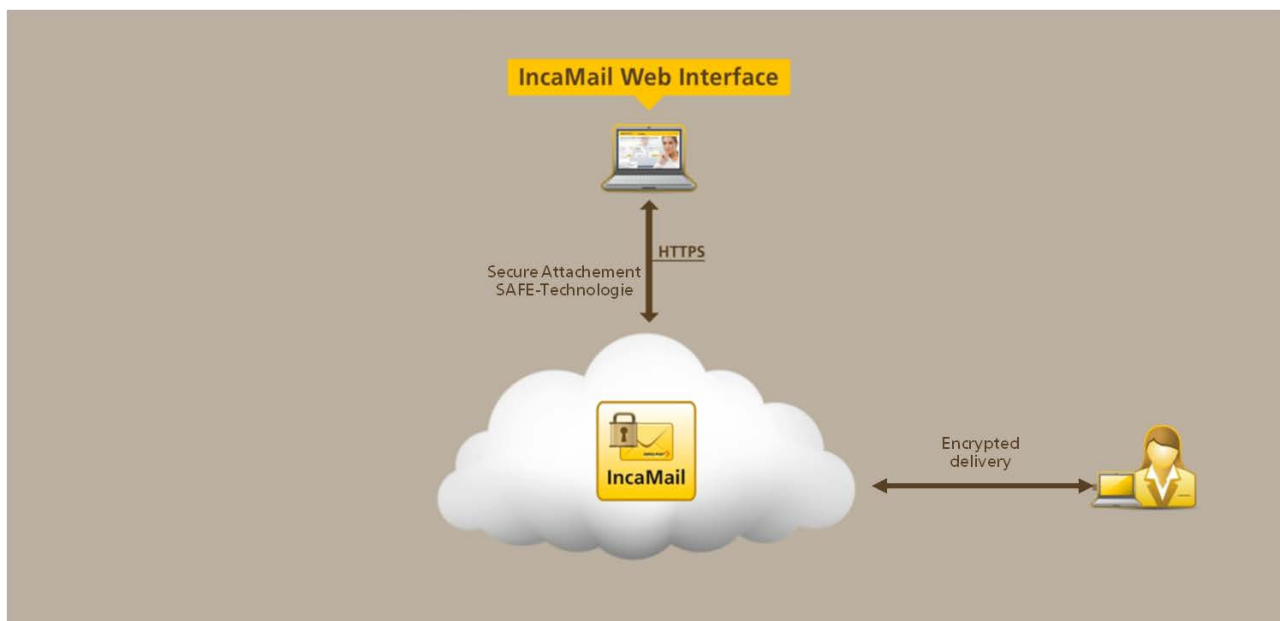 IncaMail Web Interface
HTTPS
Secure Attachement
SAFE-Technologie
IncaMail
Encrypted
delivery